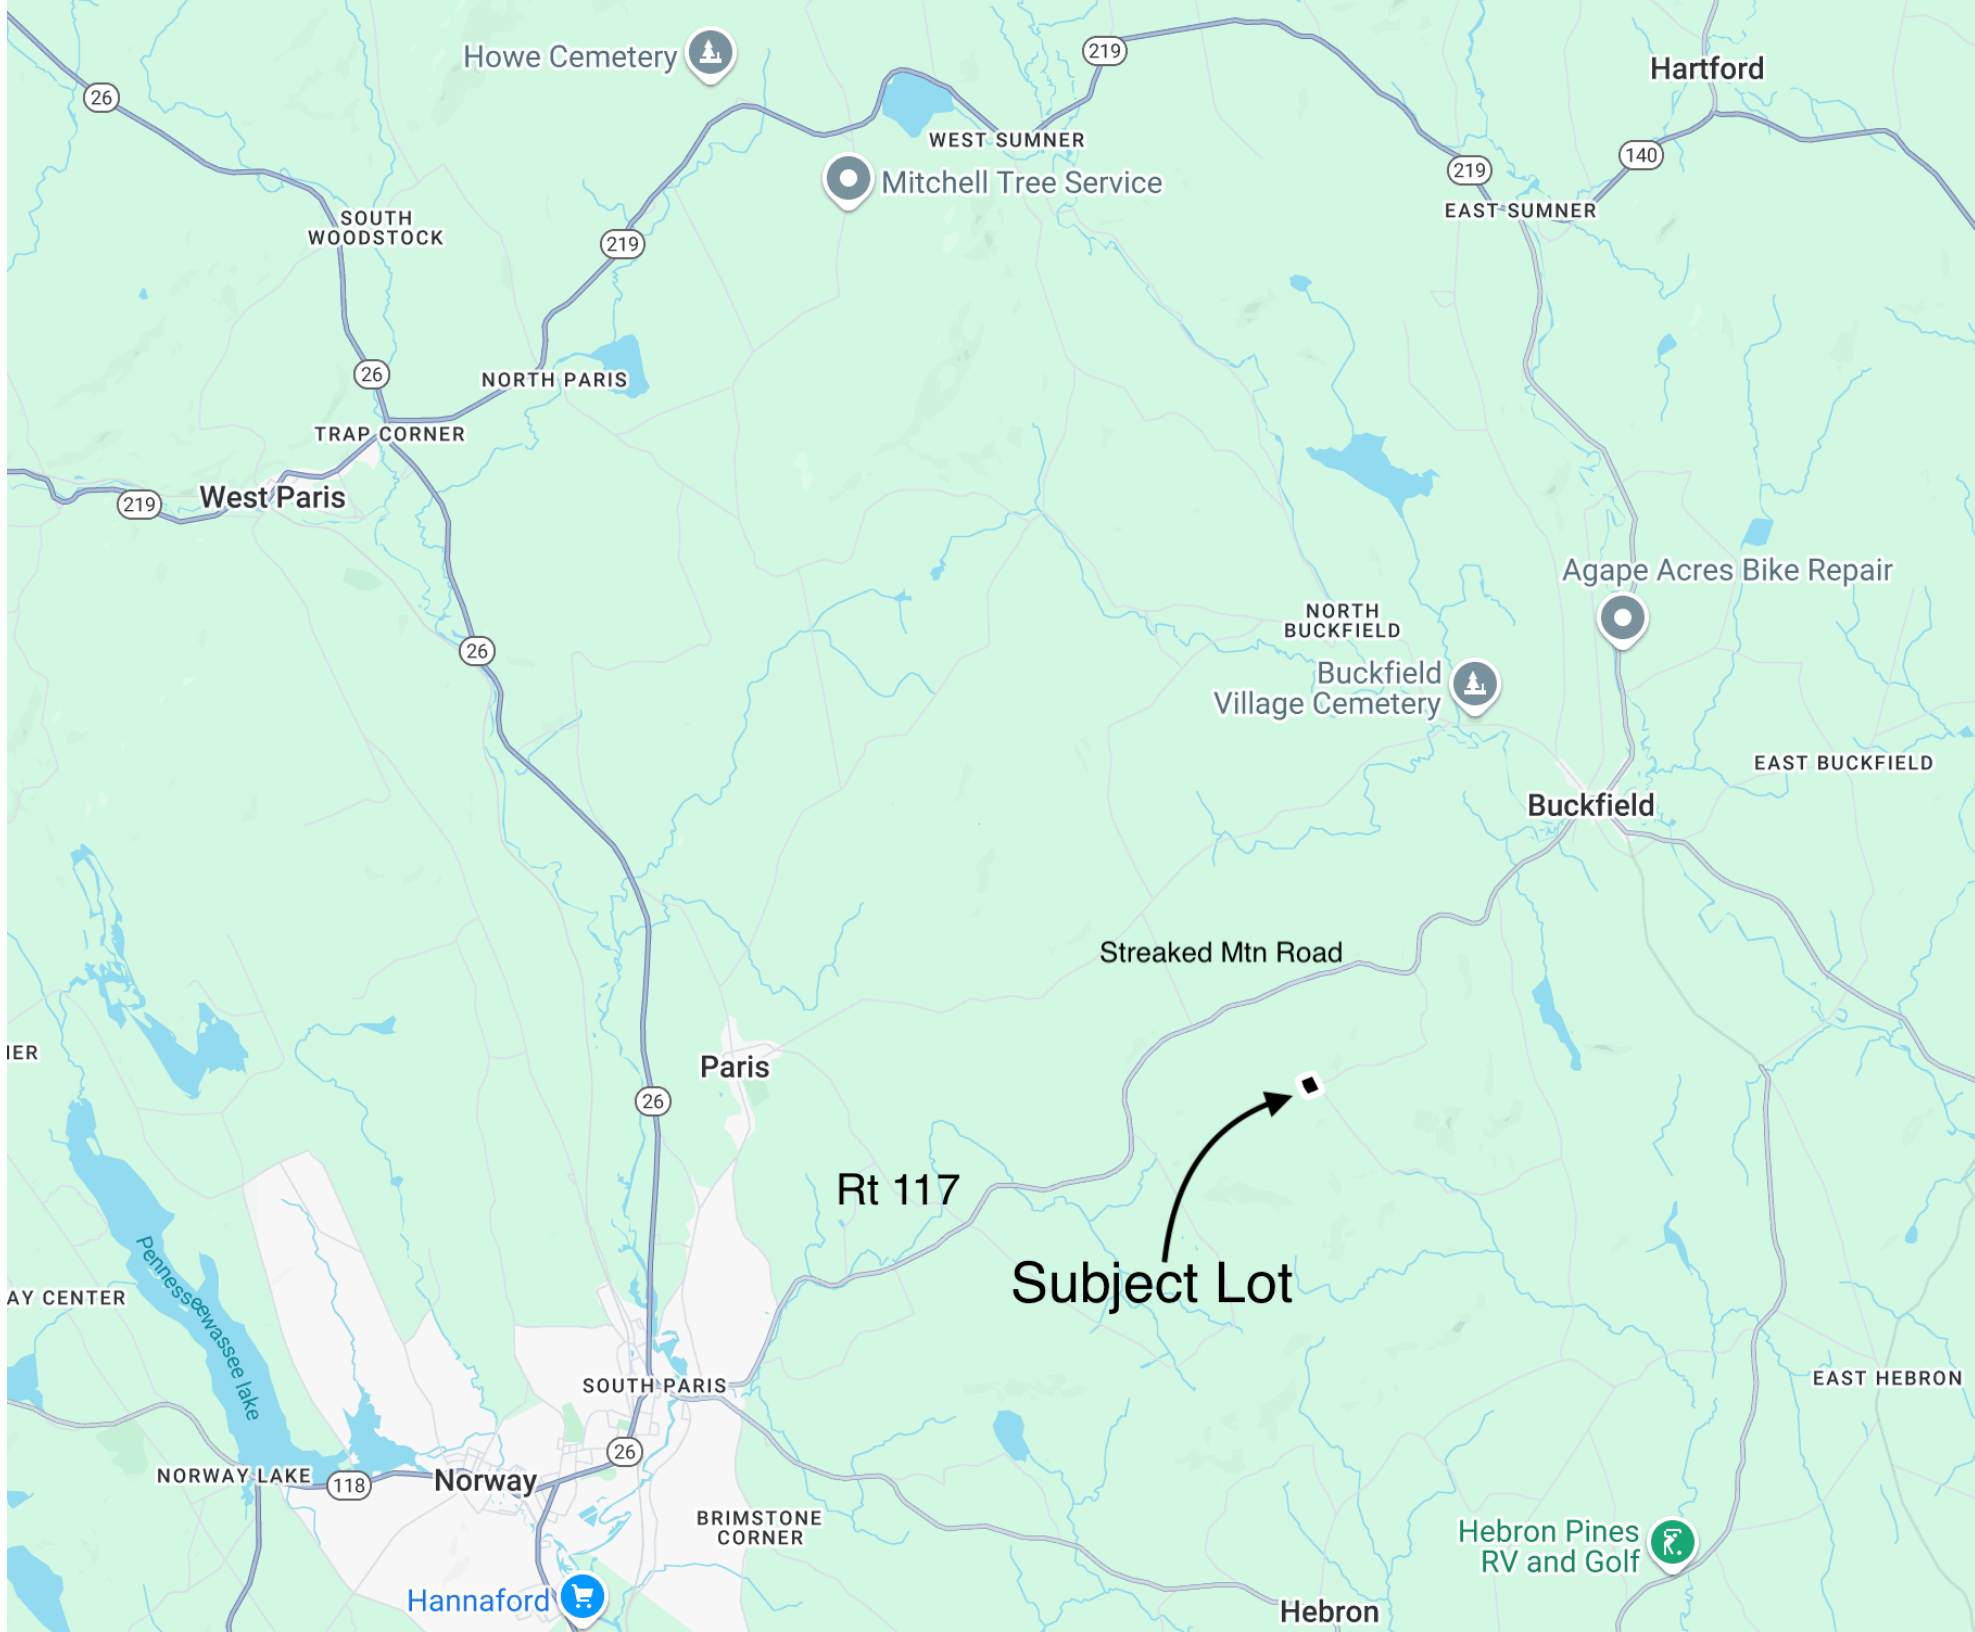 Howe Cemetery
219
Hartford
26
WEST SUMNER
140
219
Mitchell Tree Service
EAST SUMNER
SOUTH
WOODSTOCK
219
26
NORTH PARIS
TRAP CORNER
West Paris
219
Agape Acres Bike Repair
NORTH
BUCKFIELD
26
Buckfield
Village Cemetery
EAST BUCKFIELD
Buckfield
Streaked Mtn Road
IER
Paris
26
Rt 117
Subject Lot
Pennesseewassee lake
AY CENTER
SOUTH PARIS
EAST HEBRON
26
NORWAY LAKE
118
Norway
BRIMSTONE
CORNER
Hebron Pines
RV and Golf
Hannaford
Hebron